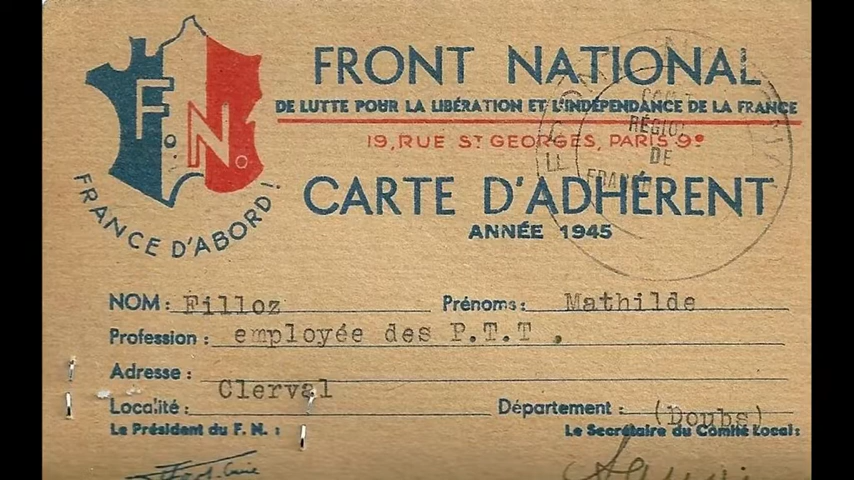 F.N.
FRANCE D'ABORD!
FRONT NATIONAL
DE LUTTE POUR LA LIBÉRATION ET L'INDÉPENDANCE DE LA FRANCE
19, RUE ST GEORGES, PARIS 9e
CARTE D'ADHÉRENT
ANNÉE 1945
RÉGION
DE
NOM: Filloz Prénoms: Mathilde
Profession: employée des P.T.T.
Adresse:
Clerval
Localité: Département: (Doubs)
Le Président du F. N.: Le Secrétaire du Comité Local: